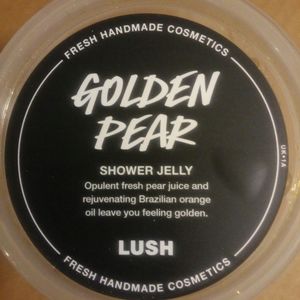 FRESH HANDMADE COSMETICS
GOLDEN
PEAR
SHOWER JELLY
Opulent fresh pear juice and
rejuvenating Brazilian orange
oil leave you feeling golden.
LUSH
FRESH HANDMADE COSMETICS